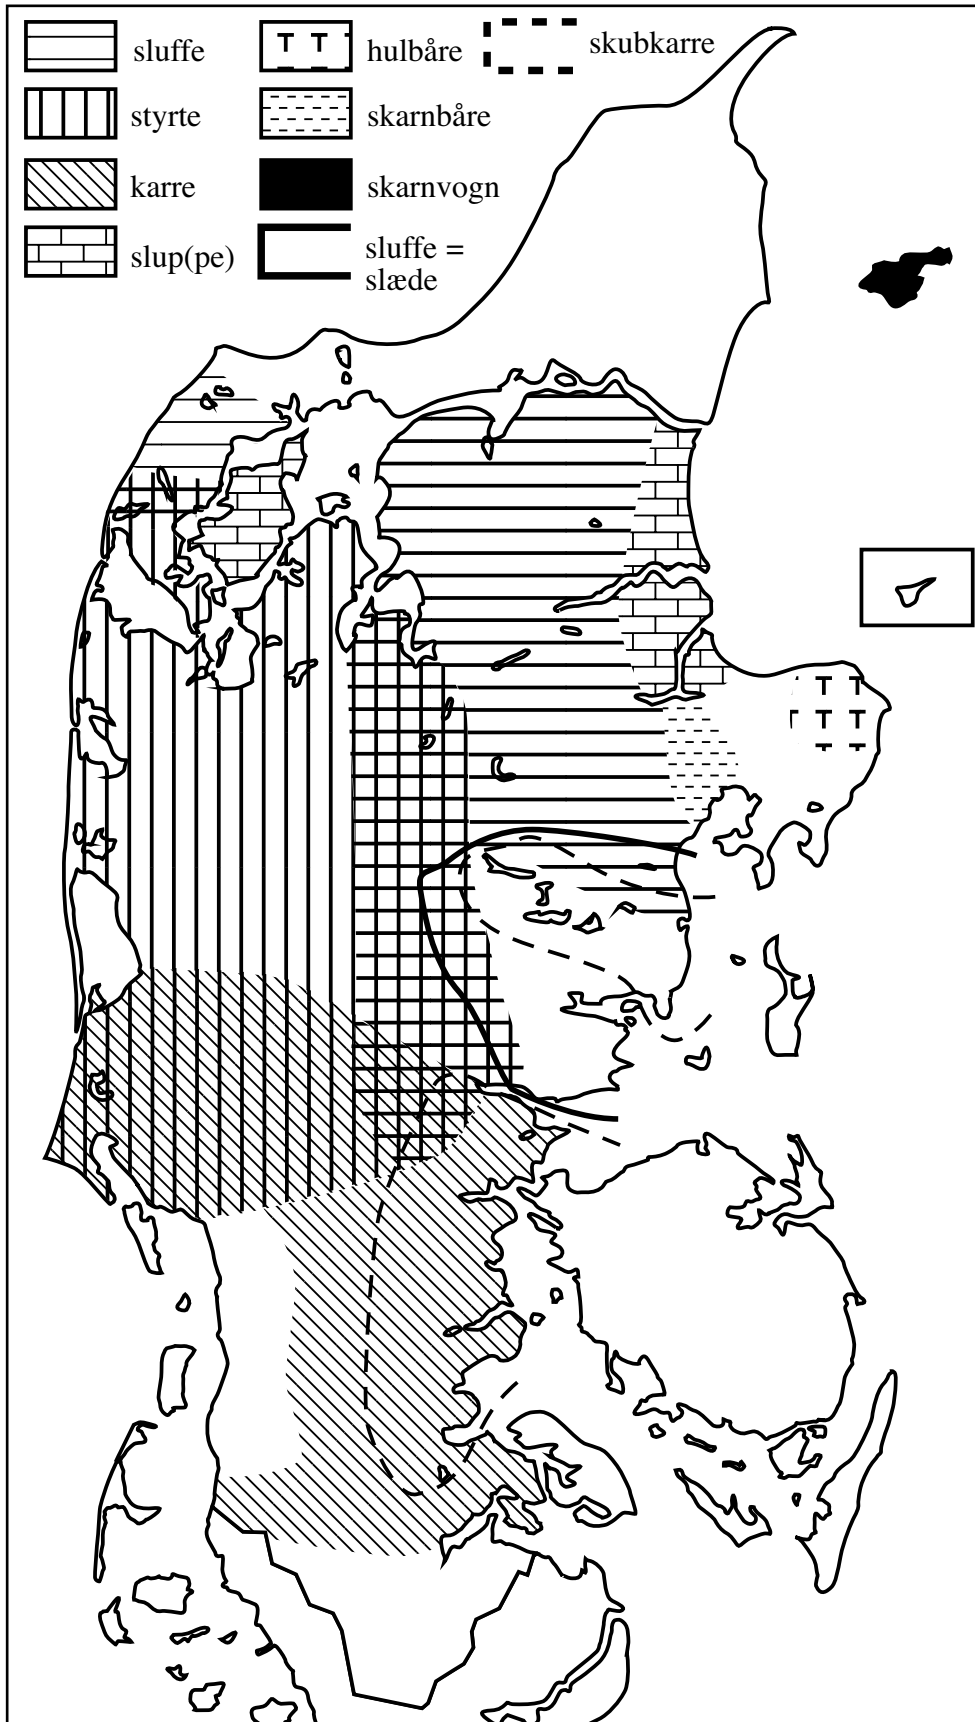 sluffe
hulbåre
skubkarre
styrte
skarnbåre
karre
skarnvogn
slup(pe)
sluffe =
slæde